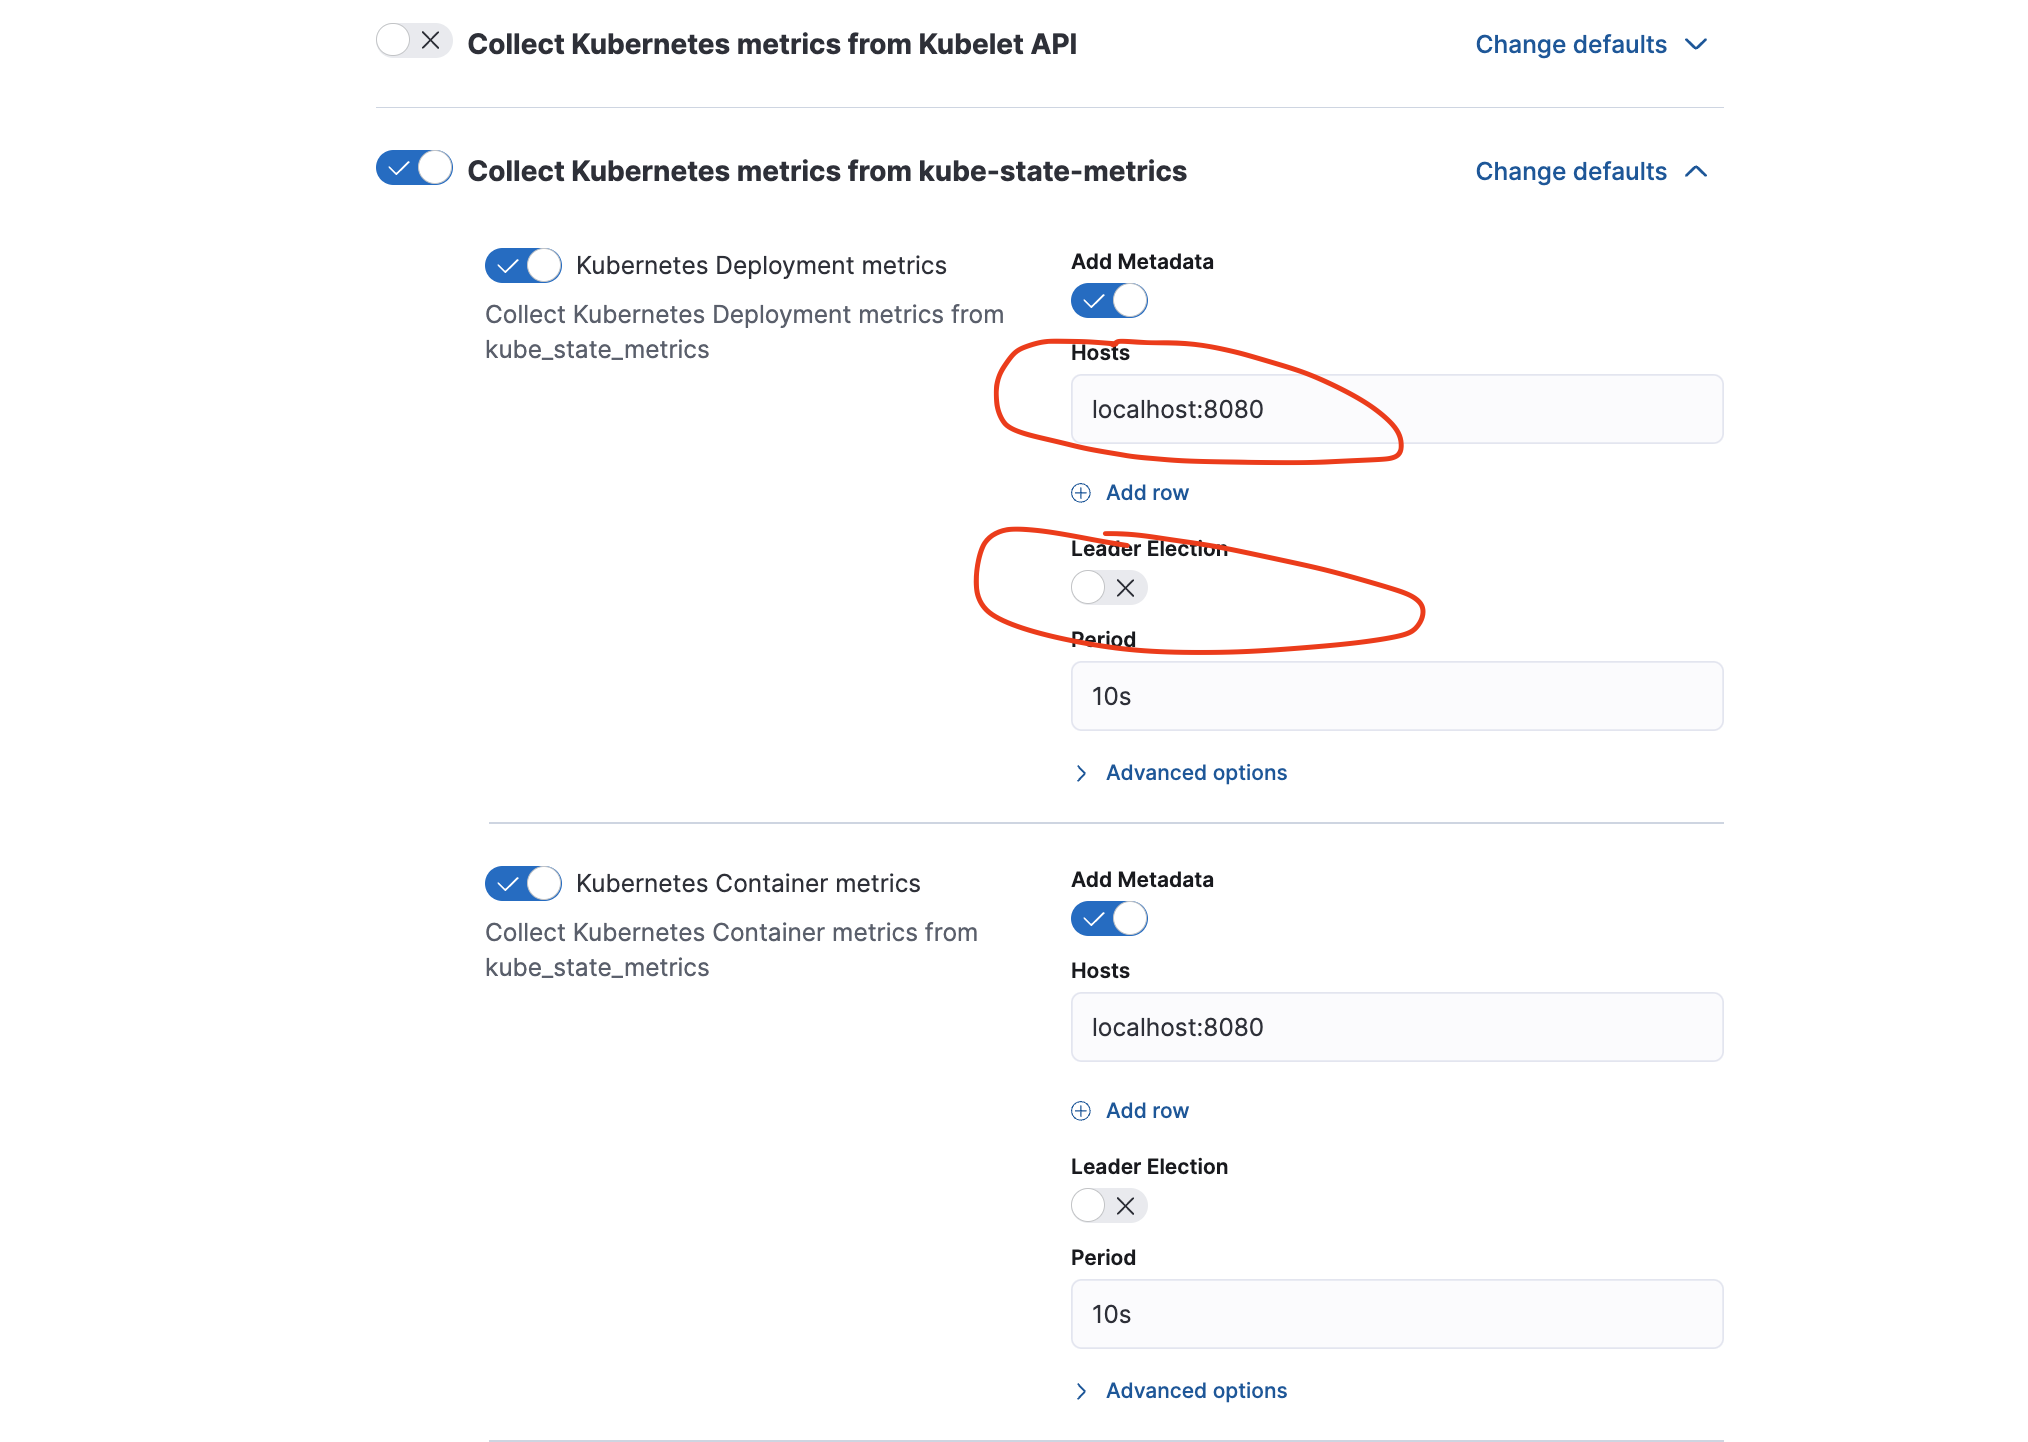 Collect Kubernetes metrics from Kubelet API
Change defaults
Collect Kubernetes metrics from kube-state-metrics
Change defaults
Kubernetes Deployment metrics
Collect Kubernetes Deployment metrics from
kube_state_metrics
Add Metadata
Hosts
localhost:8080
Add row
Leader Election
Period
10s
Advanced options
Kubernetes Container metrics
Collect Kubernetes Container metrics from
kube_state_metrics
Add Metadata
Hosts
localhost:8080
Add row
Leader Election
Period
10s
Advanced options